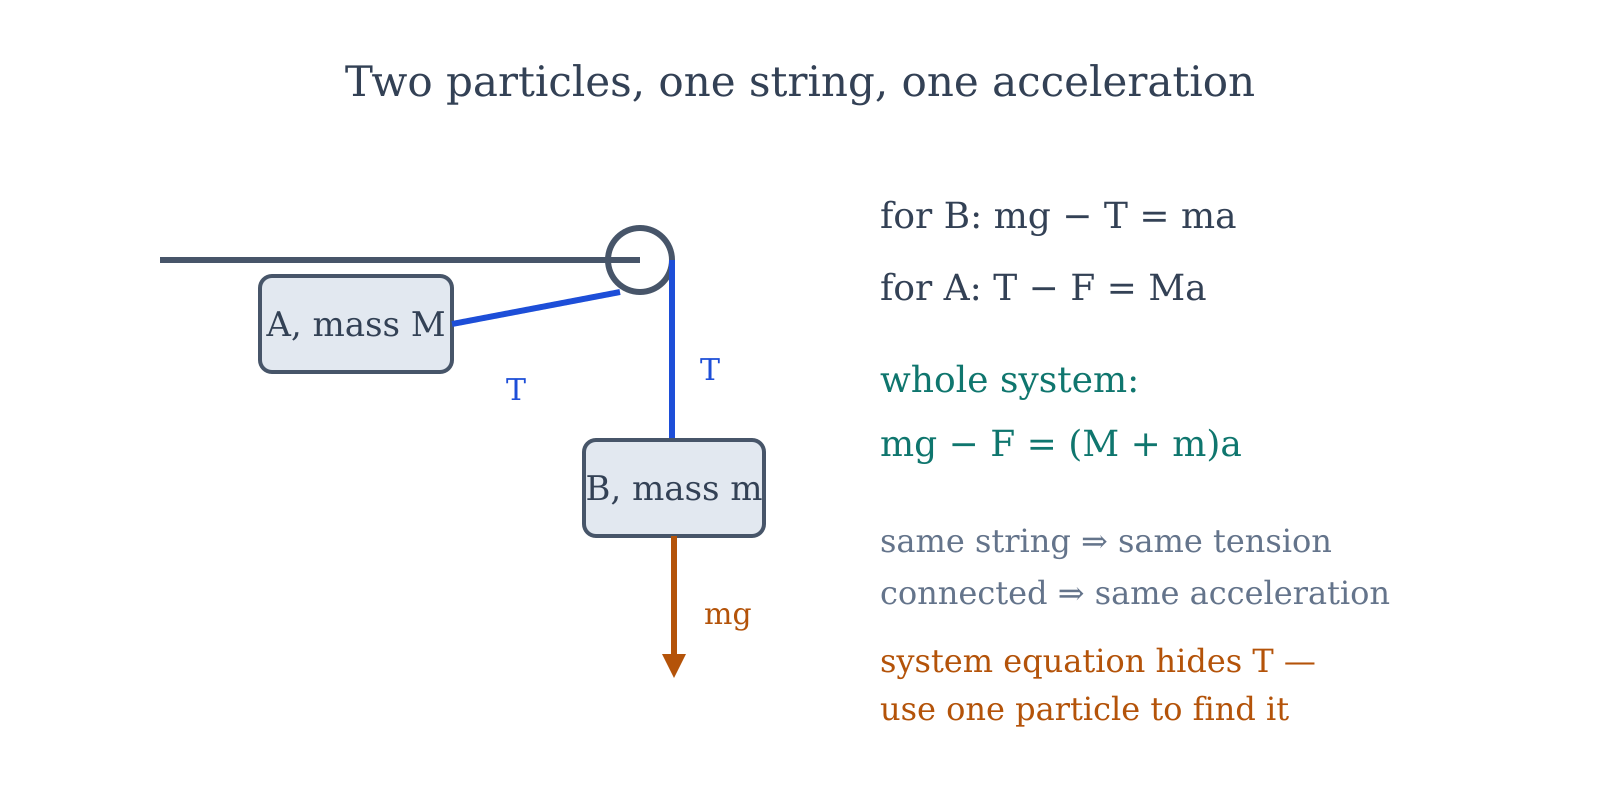 Two particles, one string, one acceleration
A, mass M
T
T
B, mass m
mg
for B: mg − T = ma
for A: T − F = Ma
whole system:
mg − F = (M + m)a
same string ⇒ same tension
connected ⇒ same acceleration
system equation hides T —
use one particle to find it